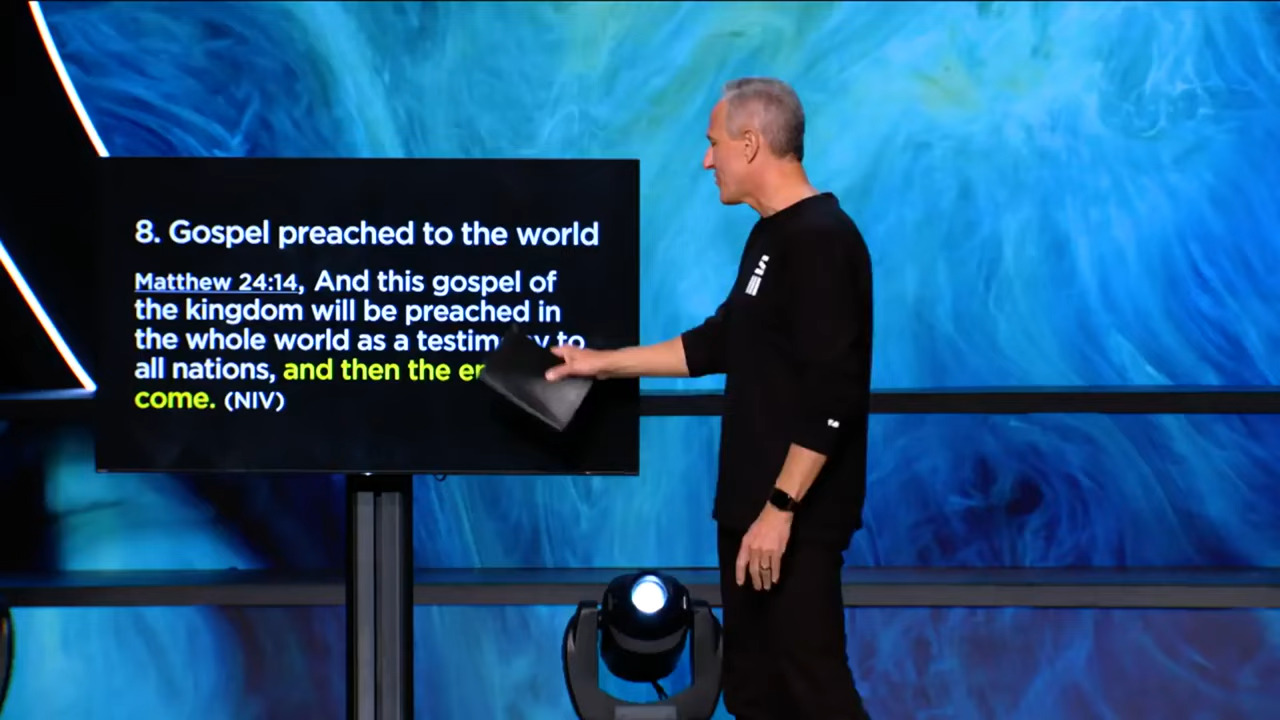 8. Gospel preached to the world
Matthew 24:14, And this gospel of
the kingdom will be preached in
the whole world as a to
all nations, and then the
come. (NIV)